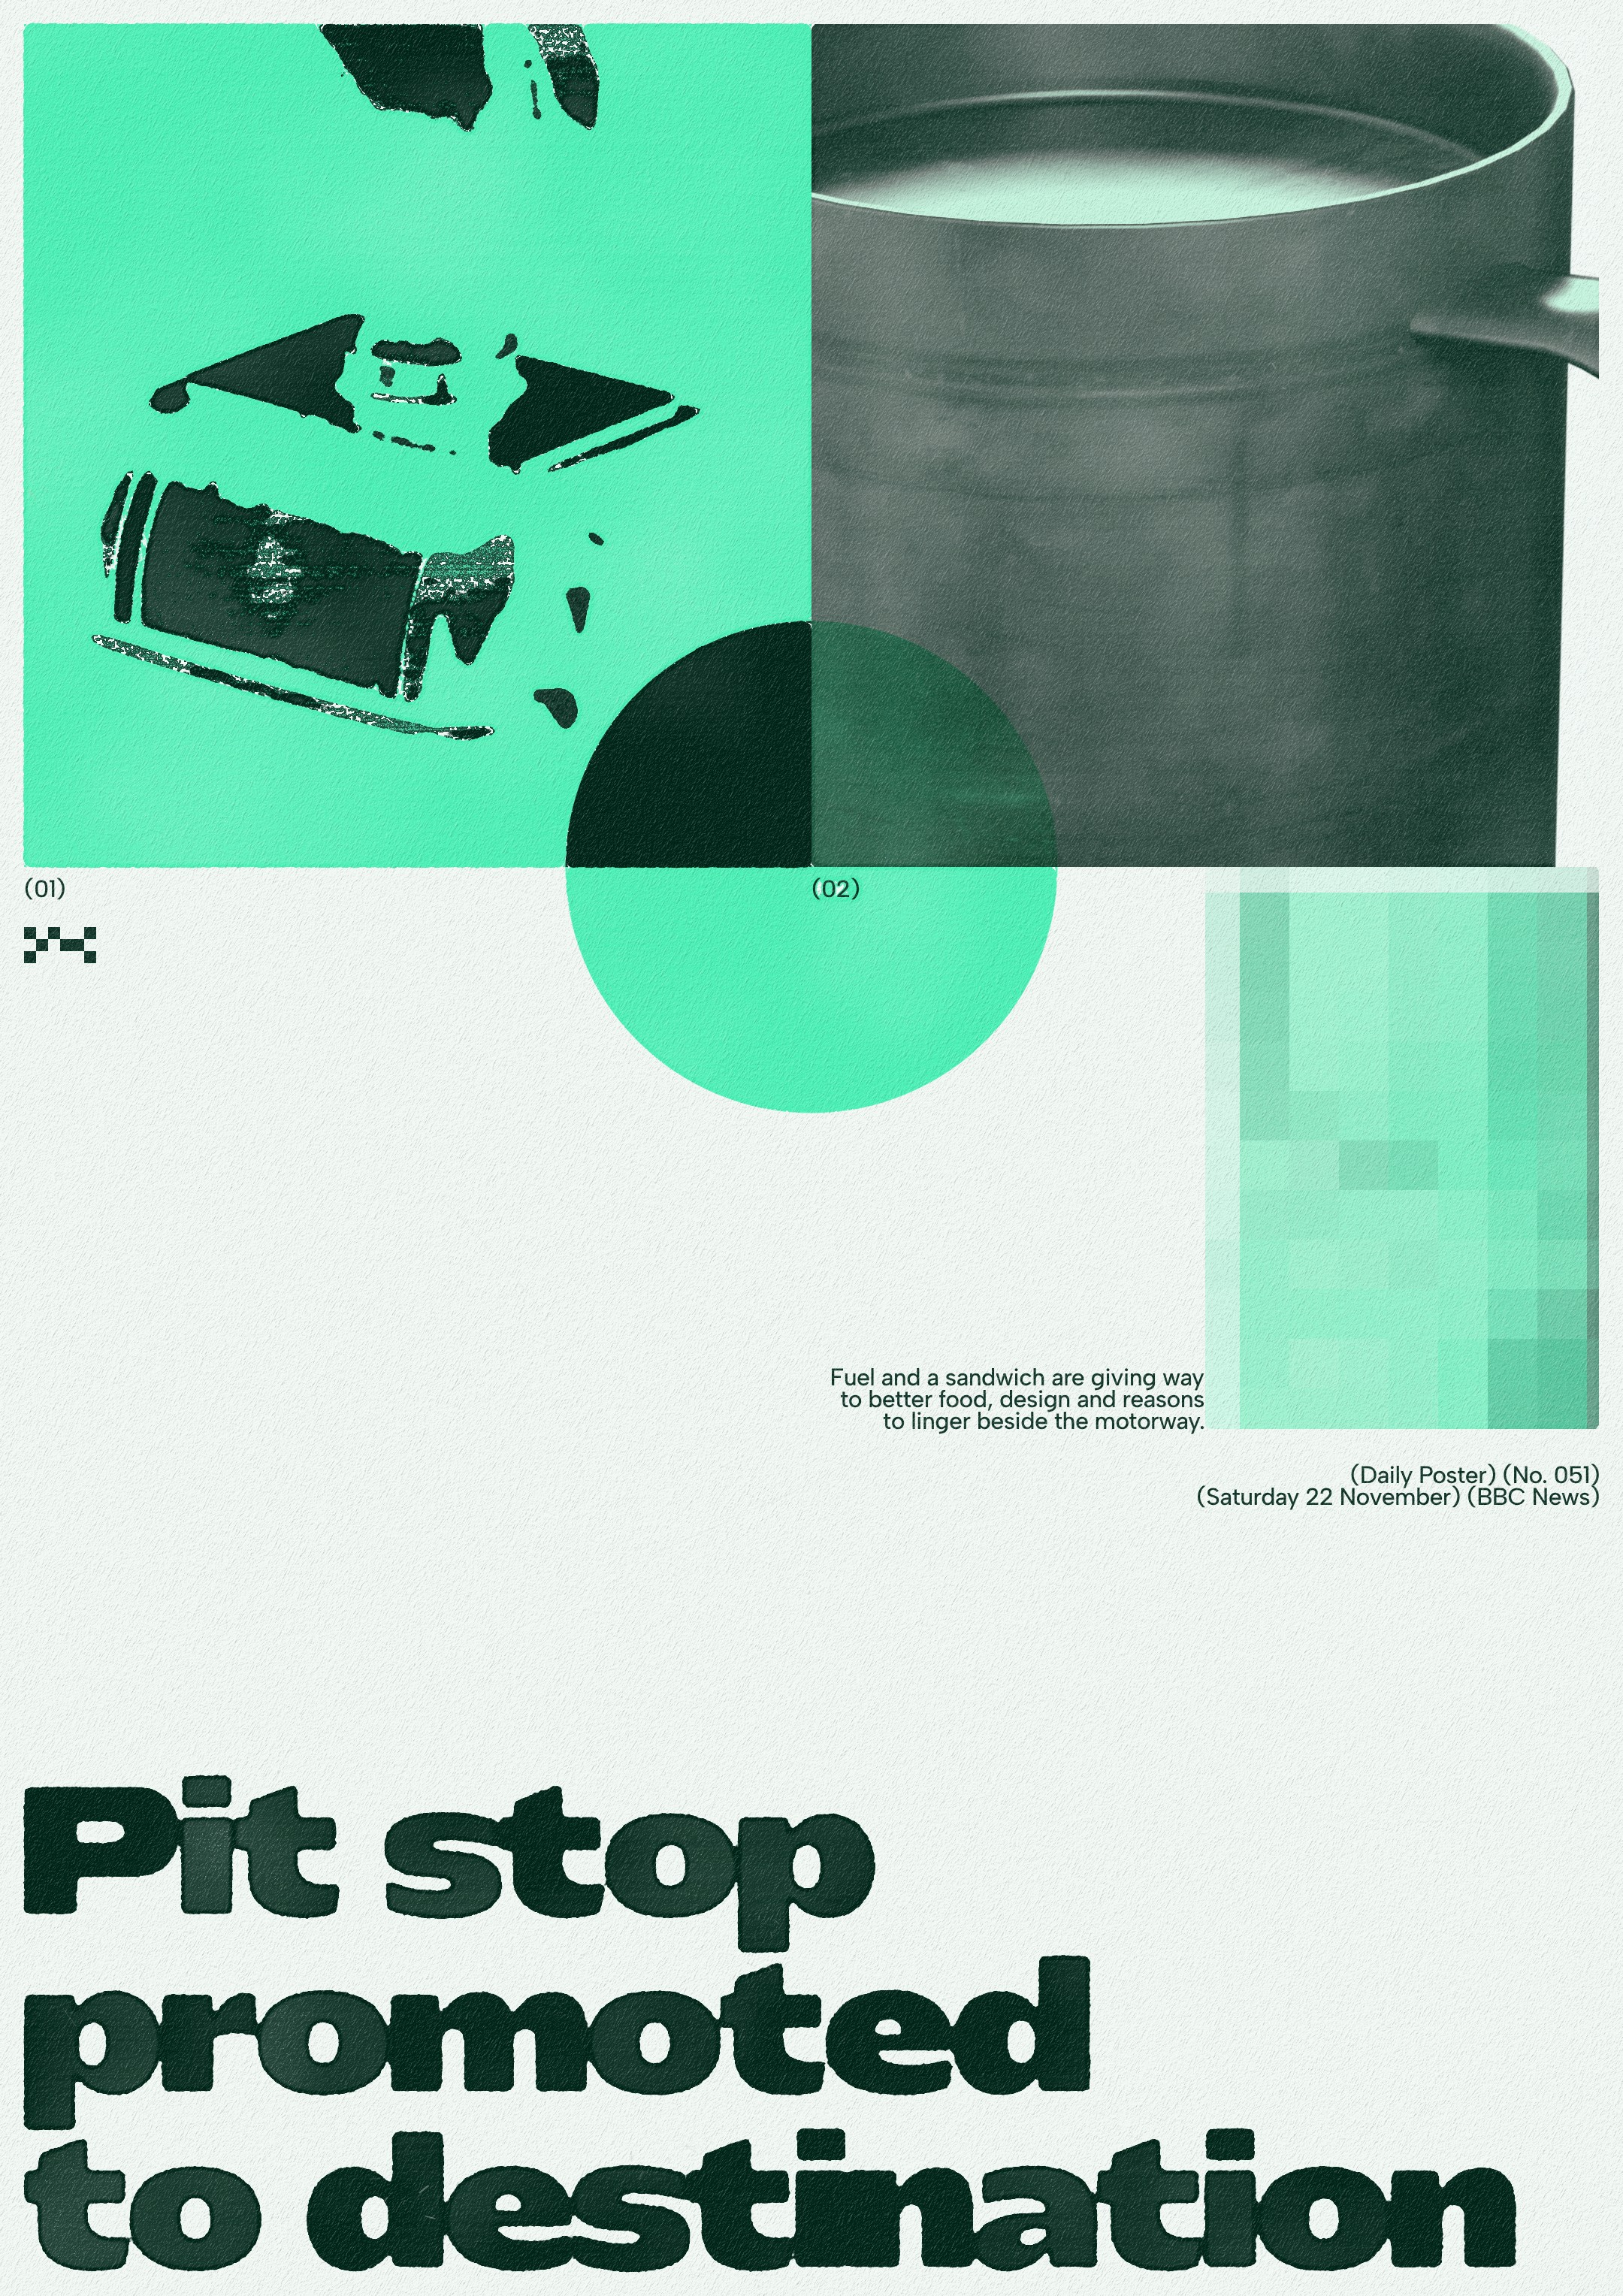 (01)
(02)
Fuel and a sandwich are giving way
to better food, design and reasons
to linger beside the motorway.
(Daily Poster) (No. 051)
(Saturday 22 November) (BBC News)
Pit stop
promoted
to destination